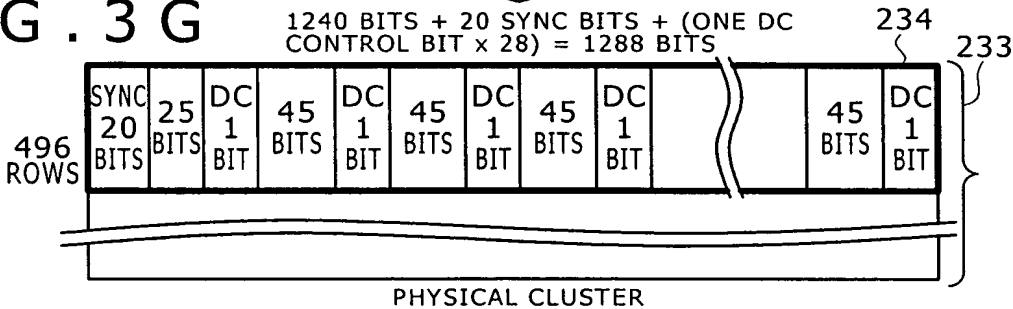 G . 3 G
1240 BITS + 20 SYNC BITS + (ONE DC
CONTROL BIT x 28) = 1288 BITS
234
233
496
ROWS
SYNC
20
BITS
25
BITS
DC
1
BIT
45
BITS
DC
1
BIT
45
BITS
DC
1
BIT
45
BITS
DC
1
BIT
45
BITS
DC
1
BIT
PHYSICAL CLUSTER